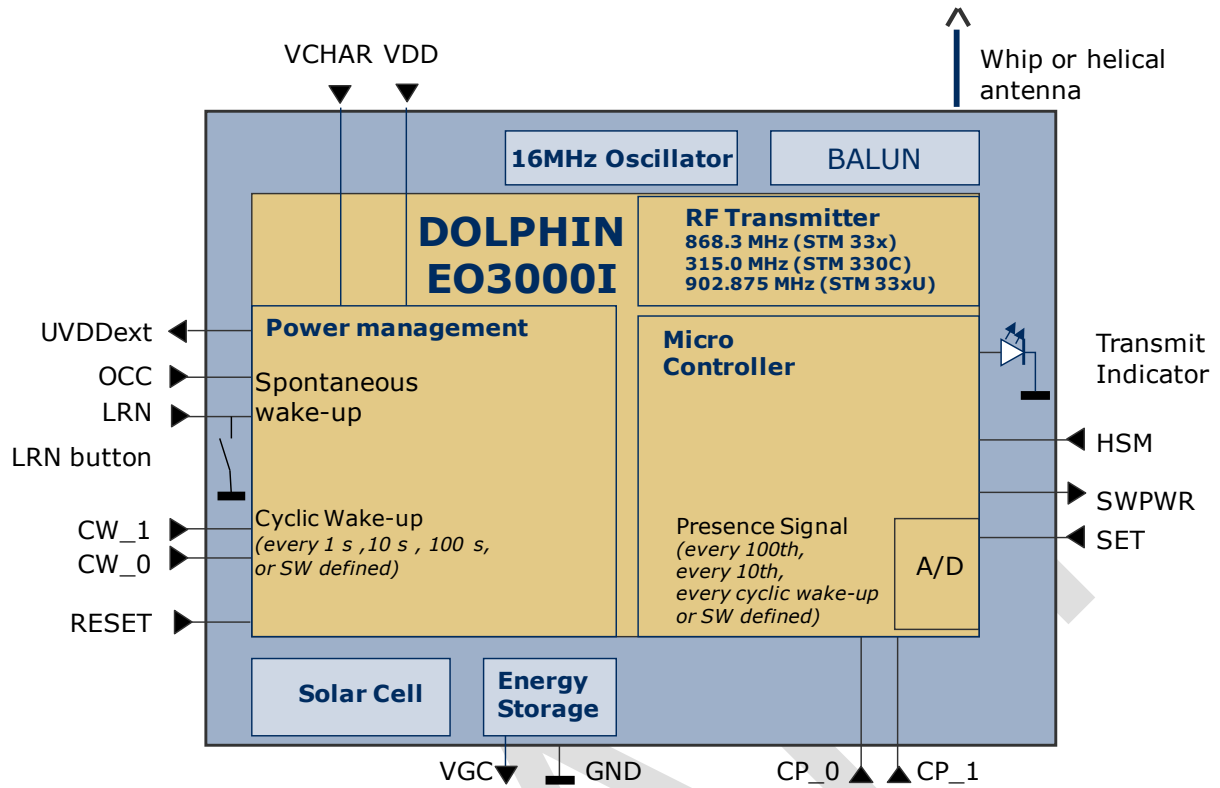 VCHAR VDD
Whip or helical
antenna
16MHz Oscillator
BALUN
DOLPHIN
EO3000I
RF Transmitter
868.3 MHz (STM 33x)
315.0 MHz (STM 330C)
902.875 MHz (STM 33xU)
UVDDext
OCC
LRN
LRN button
CW_1
CW_0
RESET
Power management
Spontaneous
wake-up
Cyclic Wake-up
(every 1 s ,10 s , 100 s,
or SW defined)
Micro
Controller
Presence Signal
(every 100th,
every 10th,
every cyclic wake-up
or SW defined)
A/D
Transmit
Indicator
HSM
SWPWR
SET
Solar Cell
Energy
Storage
VGC
GND
CP_0
CP_1